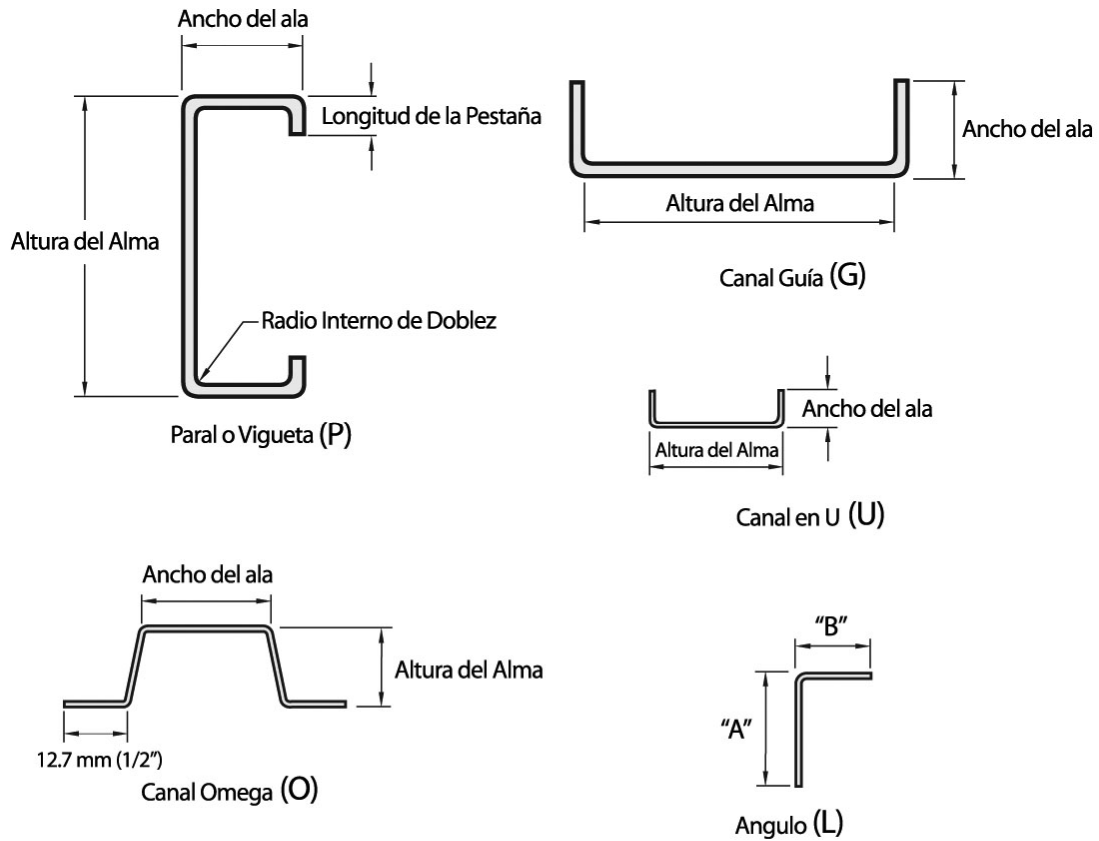 Ancho del ala
Longitud de la Pestaña
Altura del Alma
Radio Interno de Doblez
Paral o Vigueta (P)
Ancho del ala
Altura del Alma
Canal Guía (G)
Ancho del ala
Altura del Alma
Canal en U (U)
Ancho del ala
Altura del Alma
12.7 mm (1/2”)
Canal Omega (O)
“B”
“A”
Angulo (L)